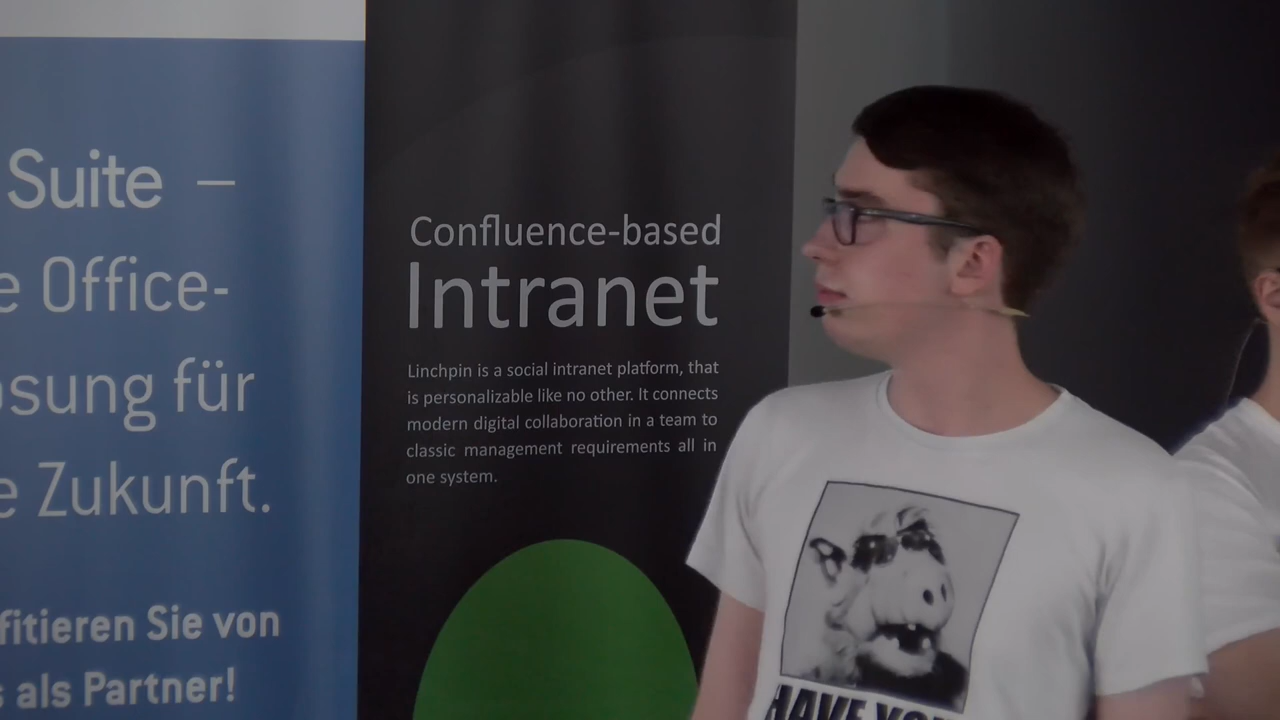 Suite –
e Office-
ösung für
e Zukunft.
fitieren Sie von
s als Partner!
Confluence-based
Intranet
Linchpin is a social intranet platform, that
is personalizable like no other. It connects
modern digital collaboration in a team to
classic management requirements all in
one system.
HAVE YOU